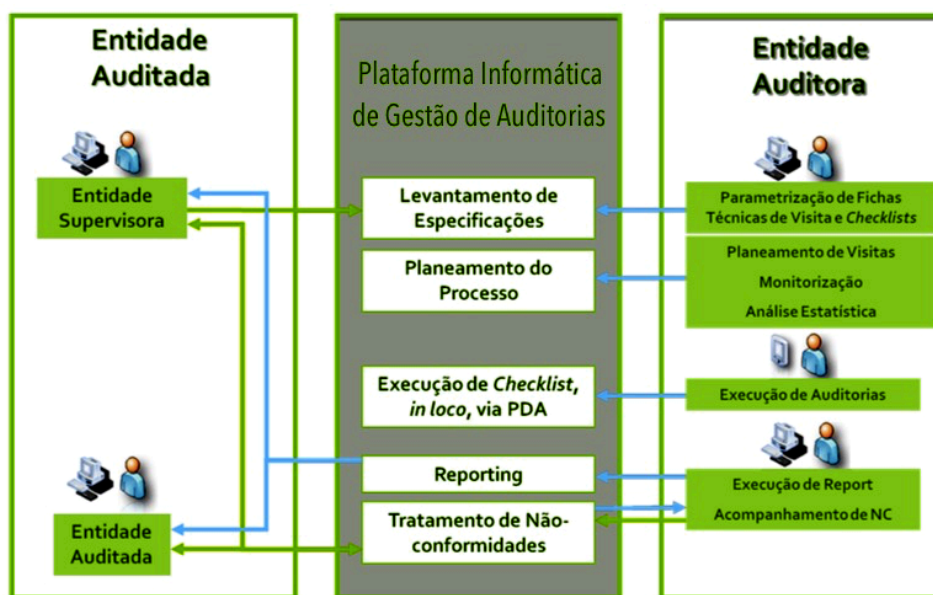 Entidade
Auditada
Entidade
Supervisora
Entidade
Auditada
Plataforma Informática
de Gestão de Auditorias
Levantamento de
Especificações
Planeamento do
Processo
Execução de Checklist,
in loco, via PDA
Reporting
Tratamento de Não-
conformidades
Entidade
Auditora
Parametrização de Fichas
Técnicas de Visita e Checklists
Planeamento de Visitas
Monitorização
Análise Estatística
Execução de Auditorias
Execução de Report
Acompanhamento de NC